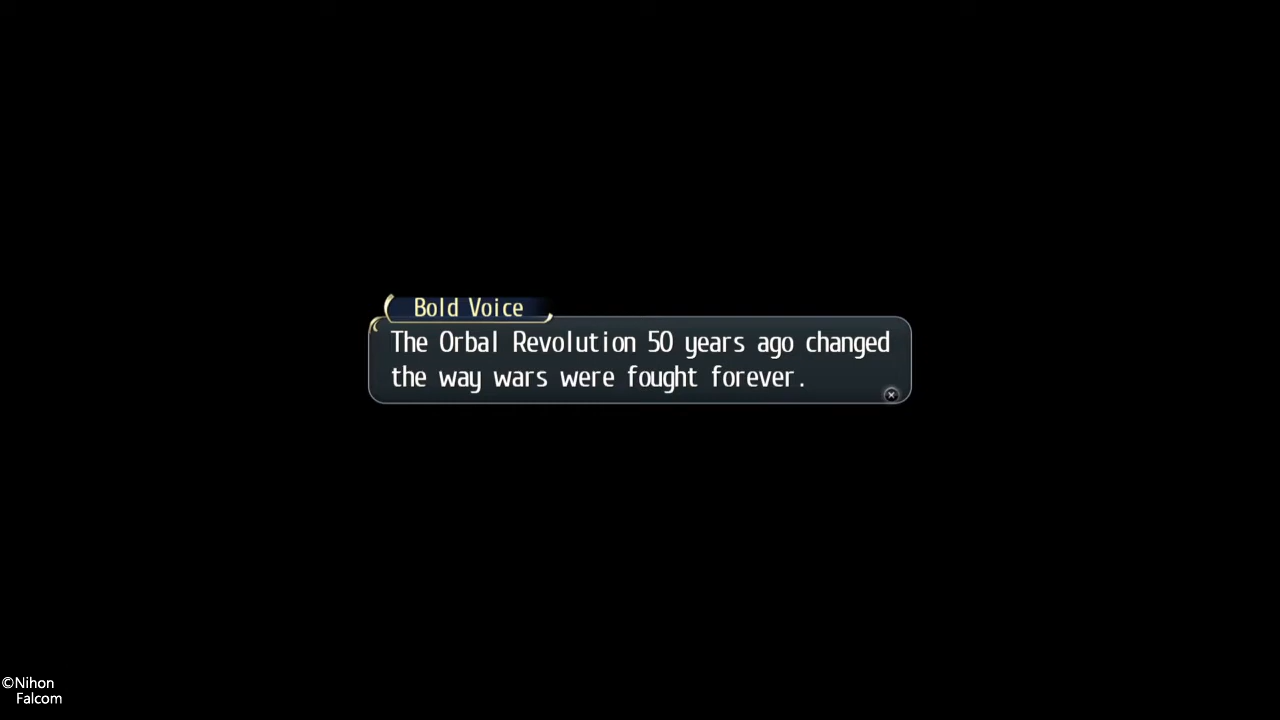 Bold Voice
The Orbal Revolution 50 years ago changed
the way wars were fought forever.
©Nihon
Falcom